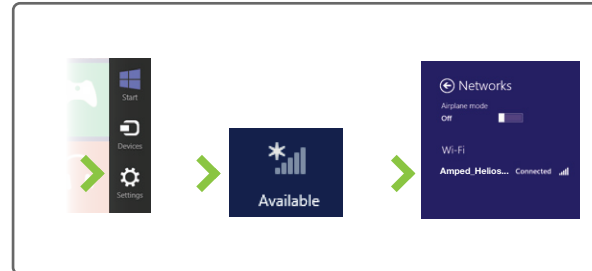 Start
Devices
Settings
Available
Networks
Airplane mode
Off
Wi-Fi
Amped_Helios... Connected